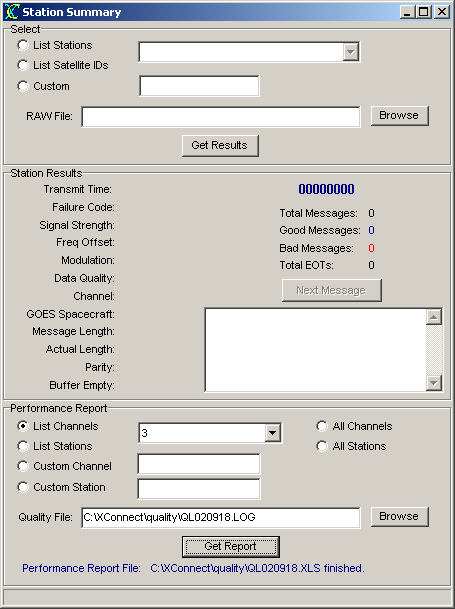 Station Summary
Select
List Stations
List Satellite IDs
Custom
RAW File:
Browse
Get Results
Station Results
Transmit Time:
00000000
Failure Code:
Total Messages: 0
Signal Strength:
Good Messages: 0
Freq Offset:
Bad Messages: 0
Modulation:
Total EOTs: 0
Data Quality:
Next Message
Channel:
GOES Spacecraft:
Message Length:
Actual Length:
Parity:
Buffer Empty:
Performance Report
List Channels
3
All Channels
List Stations
All Stations
Custom Channel
Custom Station
Quality File:
C:\XConnect\quality\QL020918.LOG
Browse
Get Report
Performance Report File: C:\XConnect\quality\QL020918.XLS finished.